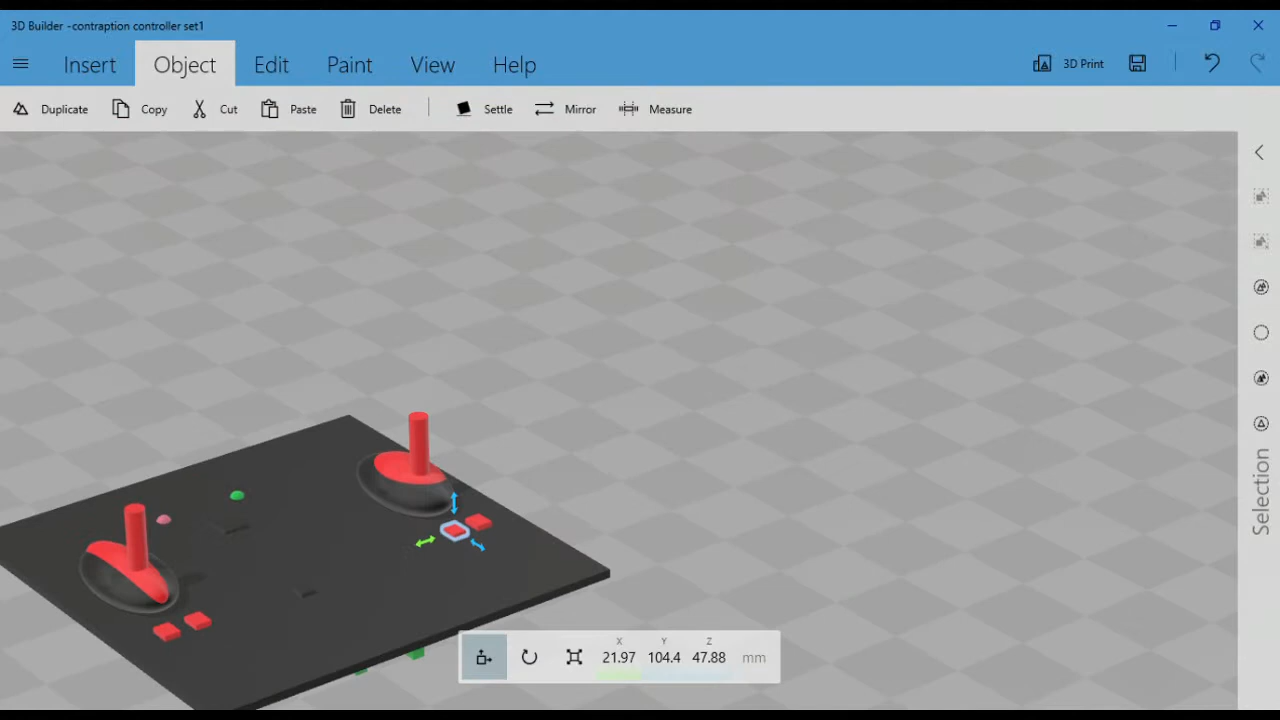 3D Builder -contraption controller set1
Insert Object Edit Paint View Help 3D Print
Duplicate Copy Cut Paste Delete Settle Mirror Measure
Selection
X Y Z
21.97 104.4 47.88 mm